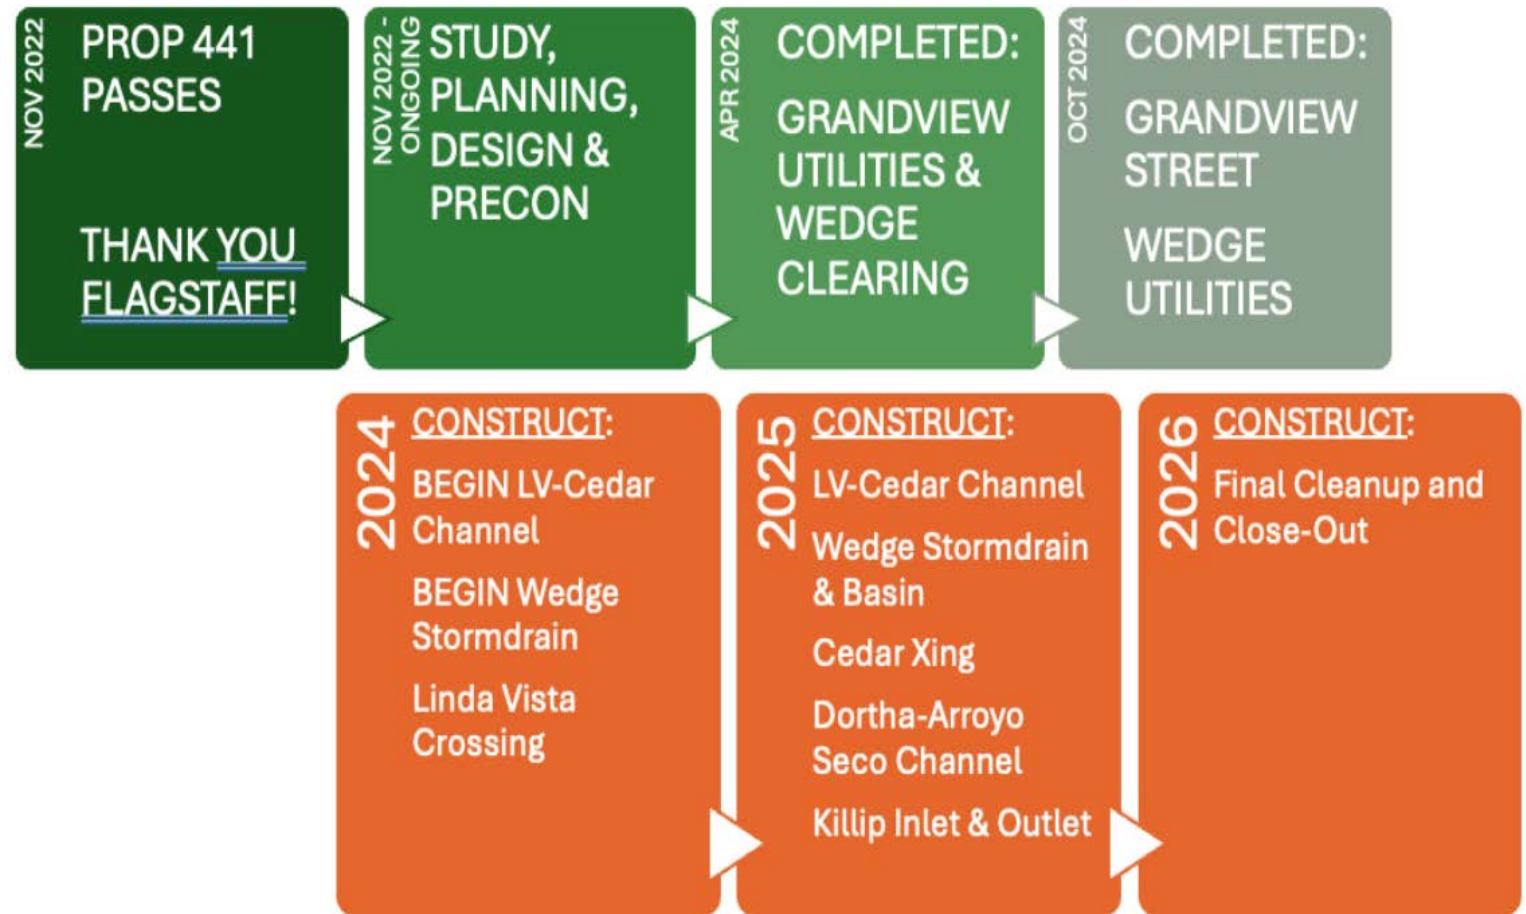 NOV 2022
PROP 441
PASSES
THANK YOU
FLAGSTAFF!
NOV 2022 -
ONGOING
STUDY,
PLANNING,
DESIGN &
PRECON
APR 2024
COMPLETED:
GRANDVIEW
UTILITIES &
WEDGE
CLEARING
OCT 2024
COMPLETED:
GRANDVIEW
STREET
WEDGE
UTILITIES
2024
CONSTRUCT:
BEGIN LV-Cedar
Channel
BEGIN Wedge
Stormdrain
Linda Vista
Crossing
2025
CONSTRUCT:
LV-Cedar Channel
Wedge Stormdrain
& Basin
Cedar Xing
Dortha-Arroyo
Seco Channel
Killip Inlet & Outlet
2026
CONSTRUCT:
Final Cleanup and
Close-Out